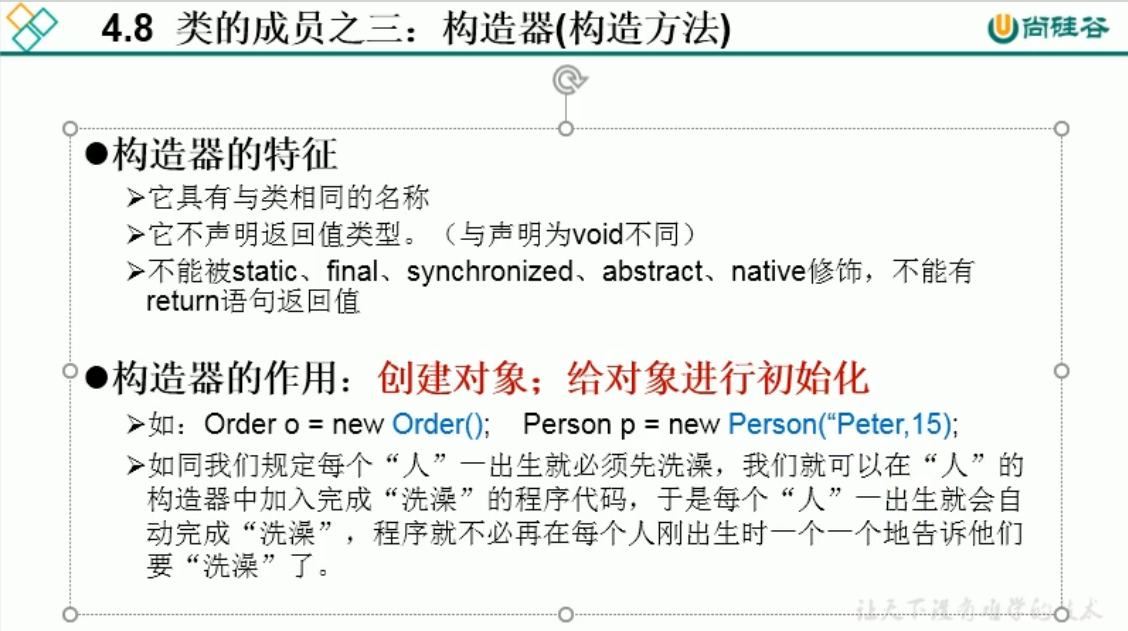 4.8 类的成员之三：构造器(构造方法)
尚硅谷
●构造器的特征
➢它具有与类相同的名称
➢它不声明返回值类型。（与声明为void不同）
➢不能被static、final、synchronized、abstract、native修饰，不能有
return语句返回值
●构造器的作用：创建对象；给对象进行初始化
➢如：Order o = new Order(); Person p = new Person(“Peter,15);
➢如同我们规定每个“人”一出生就必须先洗澡，我们就可以在“人”的
构造器中加入完成“洗澡”的程序代码，于是每个“人”一出生就会自
动完成“洗澡”，程序就不必再在每个人刚出生时一个一个地告诉他们
要“洗澡”了。
让天下没有难学的技术